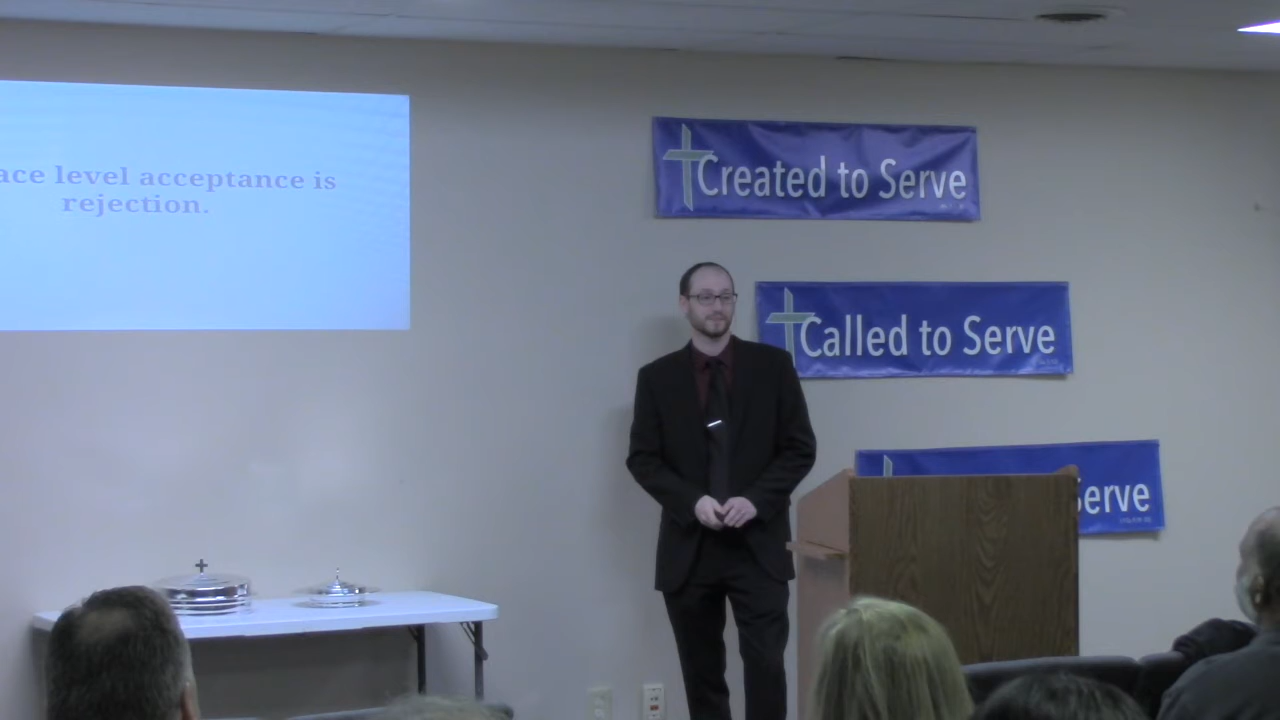 ace level acceptance is
rejection.
Created to Serve
Called to Serve
Serve